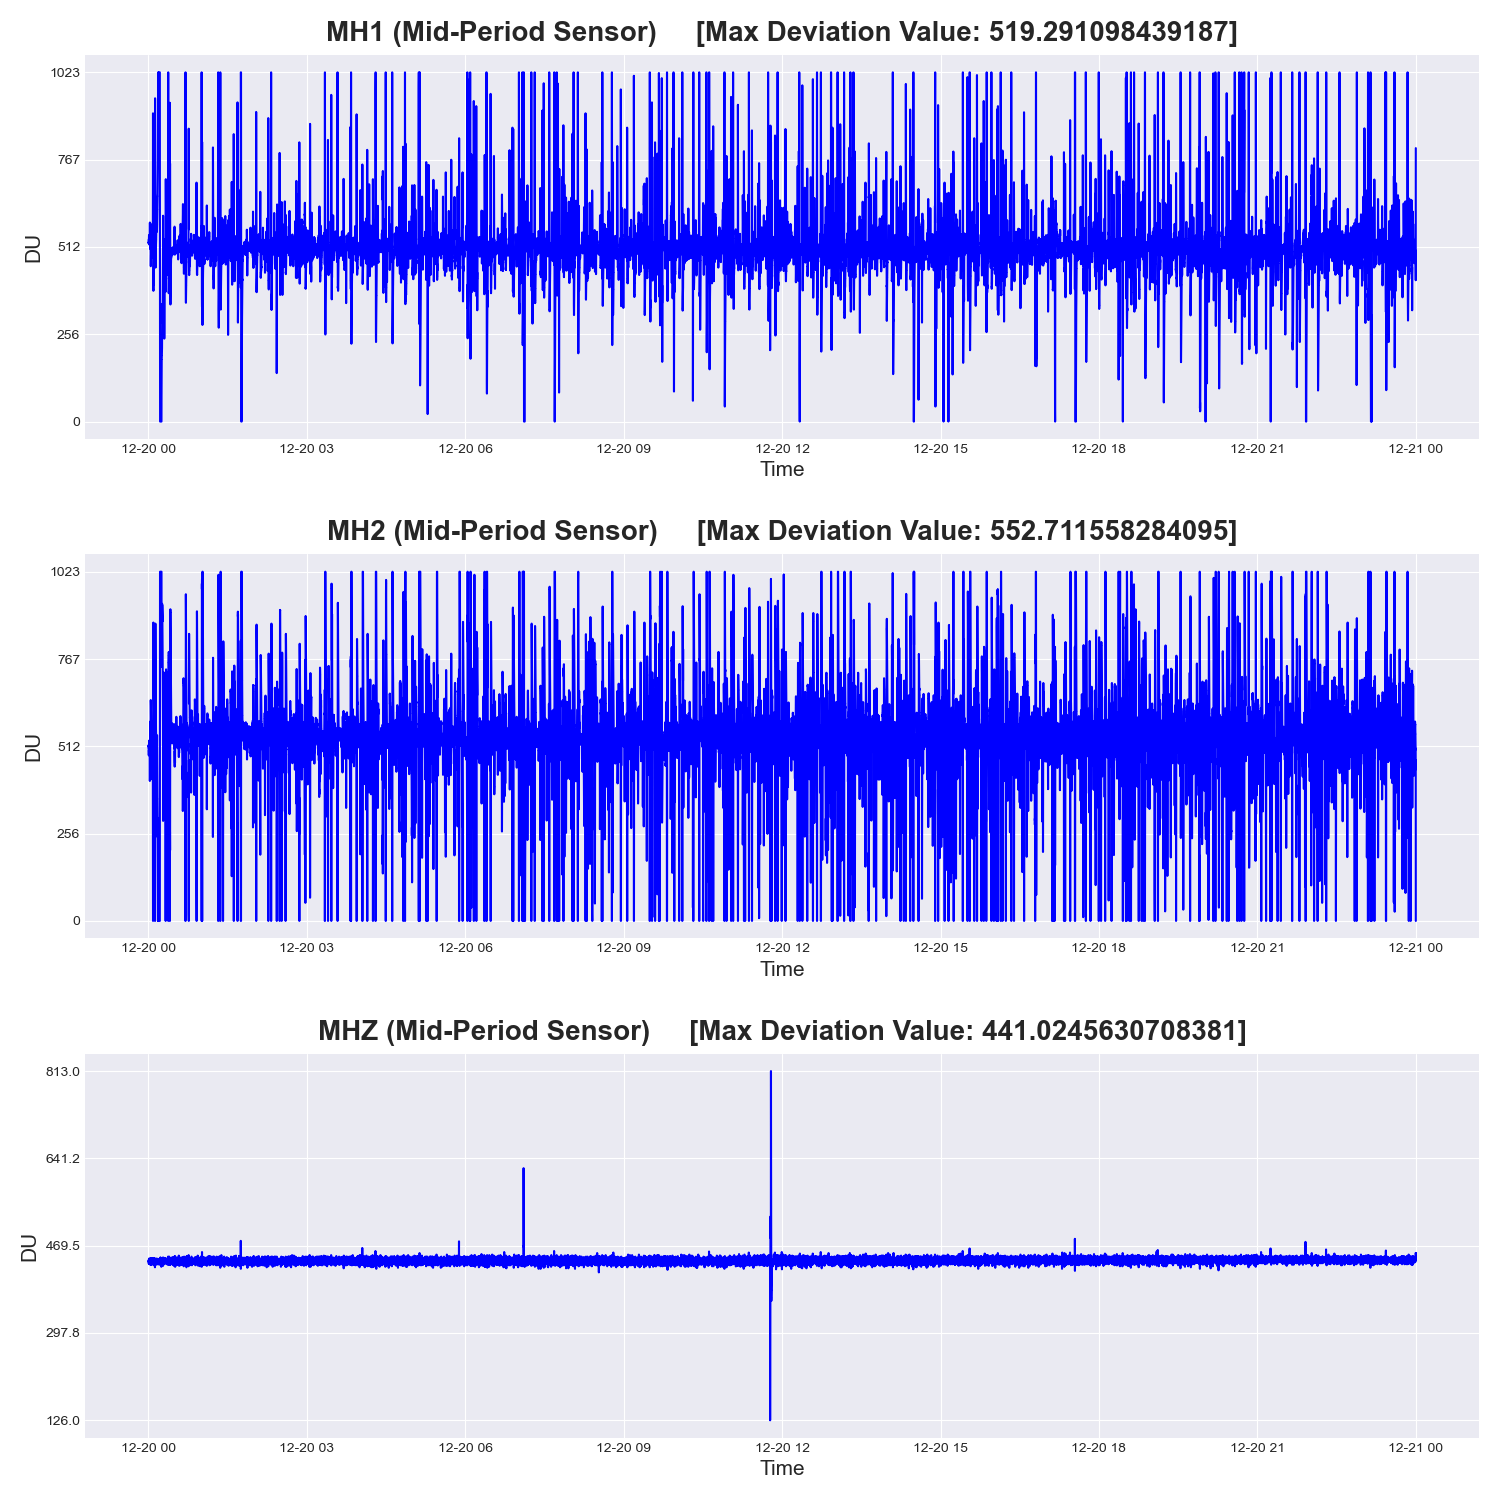 MH1 (Mid-Period Sensor) [Max Deviation Value: 519.291098439187]
1023
767
512
256
0
DU
12-20 00 12-20 03 12-20 06 12-20 09 12-20 12 12-20 15 12-20 18 12-20 21 12-21 00
Time
MH2 (Mid-Period Sensor) [Max Deviation Value: 552.711558284095]
1023
767
512
256
0
DU
12-20 00 12-20 03 12-20 06 12-20 09 12-20 12 12-20 15 12-20 18 12-20 21 12-21 00
Time
MHZ (Mid-Period Sensor) [Max Deviation Value: 441.0245630708381]
813.0
641.2
469.5
297.8
126.0
DU
12-20 00 12-20 03 12-20 06 12-20 09 12-20 12 12-20 15 12-20 18 12-20 21 12-21 00
Time